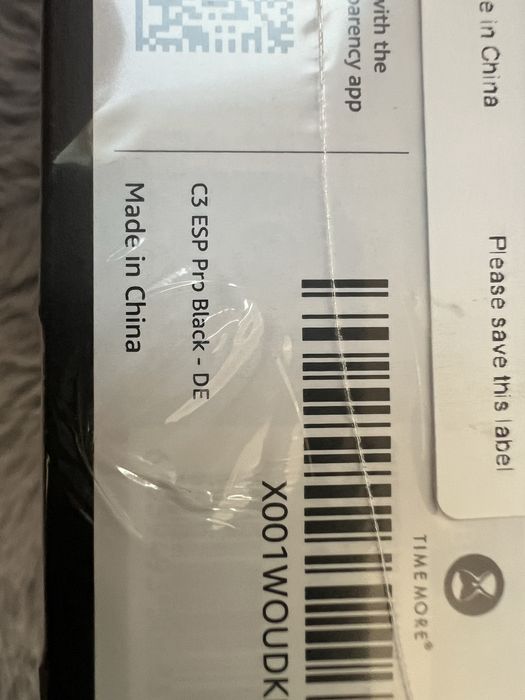 e in China
Please save this label
TIMEMORE®
with the
parency app
X001WOUDK
C3 ESP Pro Black - DE
Made in China